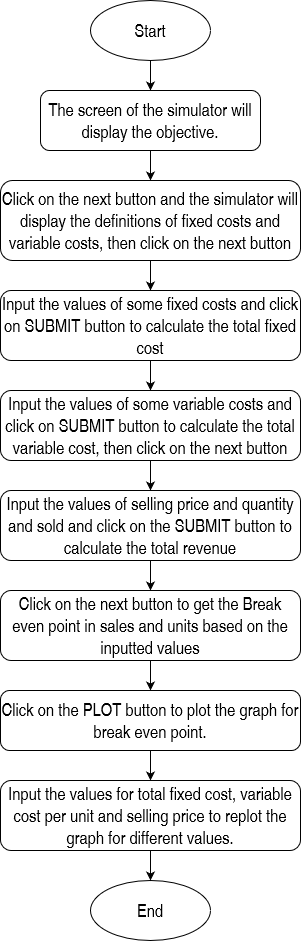 Start
The screen of the simulator will
display the objective.
Click on the next button and the simulator will
display the definitions of fixed costs and
variable costs, then click on the next button
Input the values of some fixed costs and click
on SUBMIT button to calculate the total fixed
cost
Input the values of some variable costs and
click on SUBMIT button to calculate the total
variable cost, then click on the next button
Input the values of selling price and quantity
and sold and click on the SUBMIT button to
calculate the total revenue
Click on the next button to get the Break
even point in sales and units based on the
inputted values
Click on the PLOT button to plot the graph for
break even point.
Input the values for total fixed cost, variable
cost per unit and selling price to replot the
graph for different values.
End